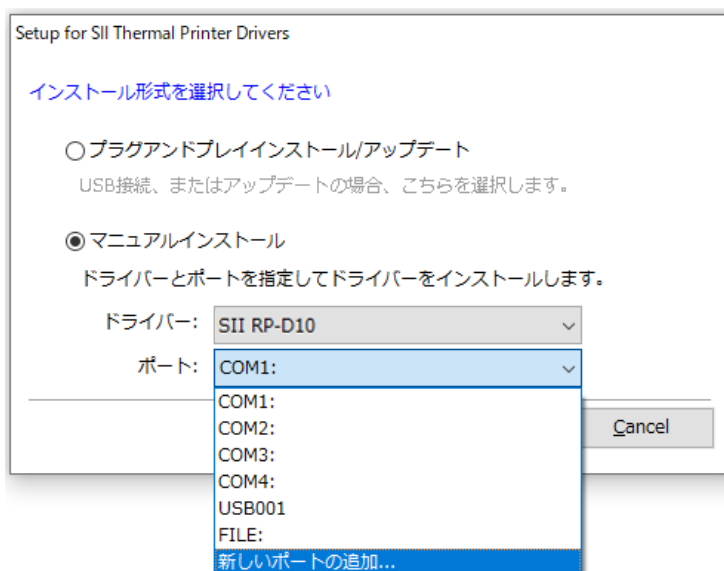 Setup for SII Thermal Printer Drivers
インストール形式を選択してください
プラグアンドプレイインストール/アップデート
USB接続、またはアップデートの場合、こちらを選択します。
マニュアルインストール
ドライバーとポートを指定してドライバーをインストールします。
ドライバー: SII RP-D10
ポート: COM1:
COM1:
COM2:
Cancel
COM3:
COM4:
USB001
FILE:
新しいポートの追加...